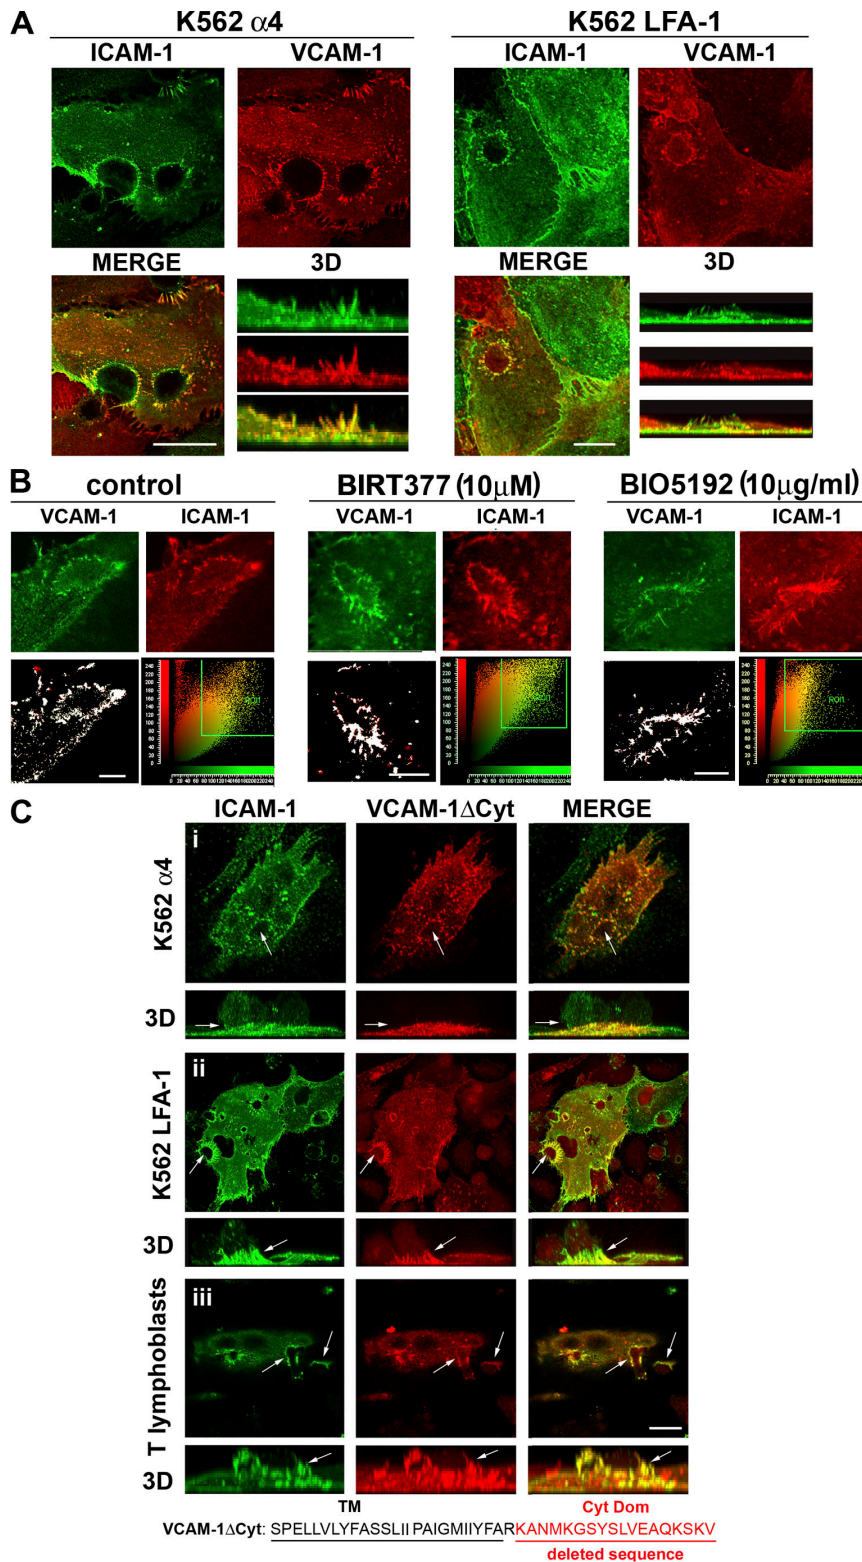 A
K562 α4
K562 LFA-1
ICAM-1 VCAM-1 ICAM-1 VCAM-1
MERGE 3D MERGE 3D
B
control BIRT377 (10μM) BIO5192 (10μg/ml)
VCAM-1 ICAM-1 VCAM-1 ICAM-1 VCAM-1 ICAM-1
C
ICAM-1 VCAM-1ΔCyt MERGE
K562 α4
i
3D
K562 LFA-1
ii
3D
T lymphoblasts
iii
3D
TM Cyt Dom
VCAM-1ΔCyt: SPELLVLYFASSLIIPAIGMIIYFARKANMKGSYSLVEAQKSKV
deleted sequence